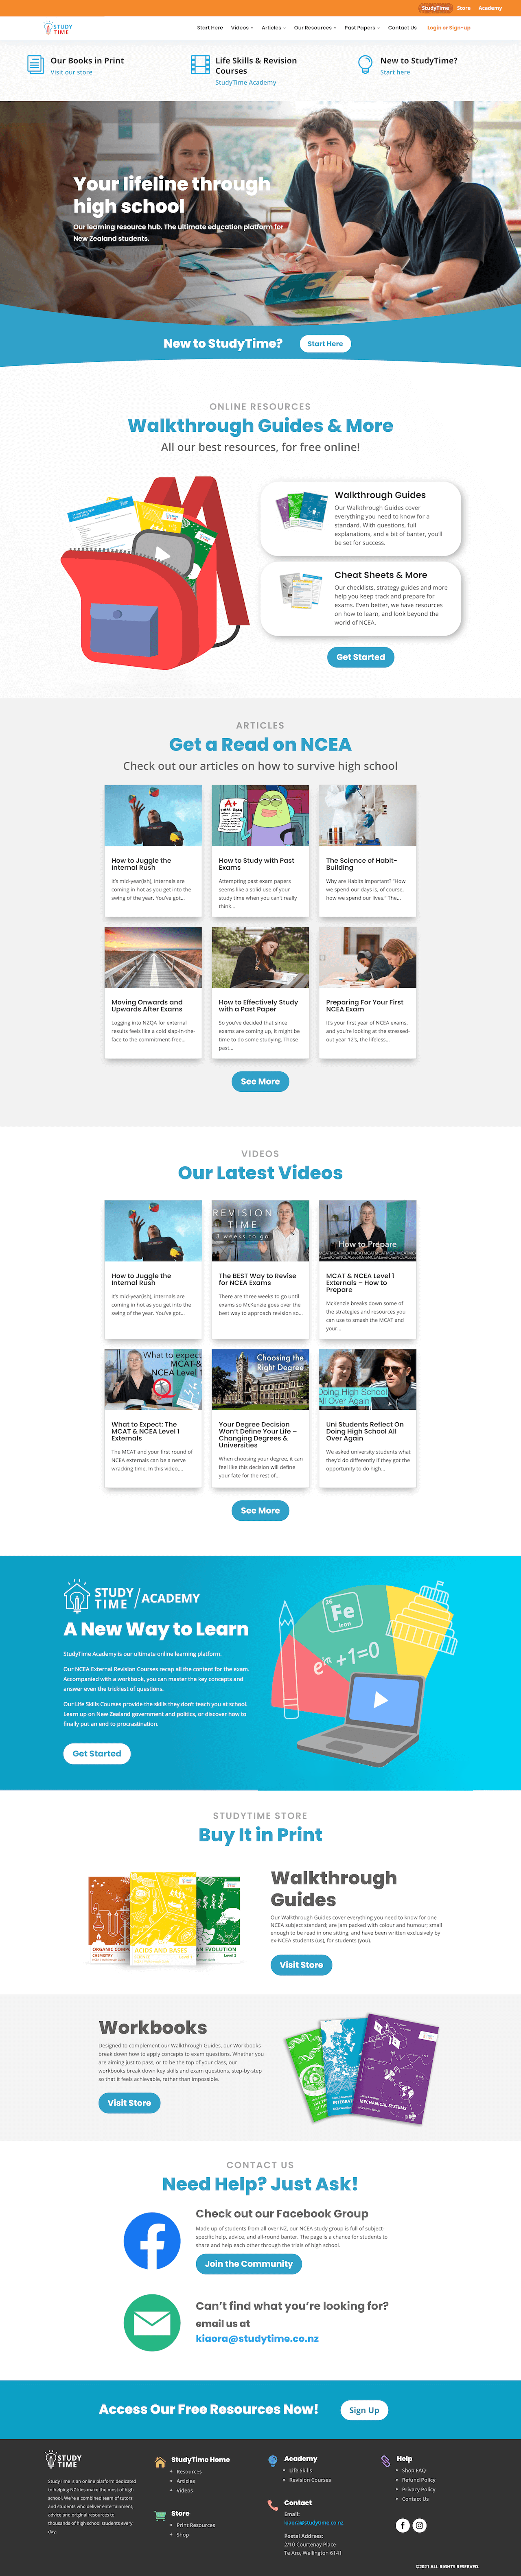 StudyTime Store Academy
STUDY TIME
Start Here Videos Articles Our Resources Past Papers Contact Us Login or Sign-up
Our Books in Print
Visit our store
Life Skills & Revision
Courses
StudyTime Academy
New to StudyTime?
Start here
Your lifeline through
high school
Our learning resource hub. The ultimate education platform for
New Zealand students.
New to StudyTime?
Start Here
ONLINE RESOURCES
Walkthrough Guides & More
All our best resources, for free online!
Walkthrough Guides
Our Walkthrough Guides cover
everything you need to know for a
standard. With questions, full
explanations, and a bit of banter, you'll
be set for success.
Cheat Sheets & More
Our checklists, strategy guides and more
help you keep track and prepare for
exams. Even better, we have resources
on how to learn, and look beyond the
world of NCEA.
Get Started
ARTICLES
Get a Read on NCEA
Check out our articles on how to survive high school
A+
How to Juggle the
Internal Rush
It's mid-year(ish), internals are
coming in hot as you get into the
swing of the year. You've got...
How to Study with Past
Exams
Attempting past exam papers
seems like a solid use of your
study time when you can't really
think...
The Science of Habit-
Building
Why are Habits Important? "How
we spend our days is, of course,
how we spend our lives." The...
Moving Onwards and
Upwards After Exams
Logging into NZQA for external
results feels like a cold slap-in-the-
face to the commitment-free...
How to Effectively Study
with a Past Paper
So you've decided that since
exams are coming up, it might be
time to do some studying. Those
past...
Preparing For Your First
NCEA Exam
It's your first year of NCEA exams,
and you're looking at the stressed-
out year 12's, the lifeless...
See More
VIDEOS
Our Latest Videos
REVISION
TIME
3 weeks to go
How to Prepare
How to Juggle the
Internal Rush
It's mid-year(ish), internals are
coming in hot as you get into the
swing of the year. You've got...
The BEST Way to Revise
for NCEA Exams
There are three weeks to go until
exams so McKenzie goes over the
best way to approach revision so...
MCAT & NCEA Level 1
Externals – How to
Prepare
McKenzie breaks down some of
the strategies and resources you
can use to smash the MCAT and
your...
What to expect:
MCAT &
NCEA Level 1
Choosing the
Right Degree
Doing High School
All Over Again
What to Expect: The
MCAT & NCEA Level 1
Externals
The MCAT and your first round of
NCEA externals can be a nerve
wracking time. In this video,...
Your Degree Decision
Won't Define Your Life –
Changing Degrees &
Universities
When choosing your degree, it can
feel like this decision will define
your fate for the rest of...
Uni Students Reflect On
Doing High School All
Over Again
We asked university students what
they'd do differently if they got the
opportunity to do high...
See More
STUDY TIME / ACADEMY
A New Way to Learn
StudyTime Academy is our ultimate online learning platform.
Our NCEA External Revision Courses recap all the content for the exam.
Accompanied with a workbook, you can master the key concepts and
answer even the trickiest of questions.
Our Life Skills Courses provide the skills they don't teach you at school.
Learn up on New Zealand government and politics, or discover how to
finally put an end to procrastination.
Get Started
26
Fe
Iron
e^iπ+1=0
STUDYTIME STORE
Buy It in Print
ORGANIC
CHEMISTRY
ACIDS AND BASES
EVOLUTION
Walkthrough
Guides
Our Walkthrough Guides cover everything you need to know for one
NCEA subject standard; are jam packed with colour and humour; small
enough to be read in one sitting; and have been written exclusively by
ex-NCEA students (us), for students (you).
Visit Store
Workbooks
Designed to complement our Walkthrough Guides, our Workbooks
break down how to apply concepts to exam questions. Whether you
are aiming just to pass, or to be the top of your class, our
workbooks break down key skills and exam questions, step-by-step
so that it feels achievable, rather than impossible.
Visit Store
MECHANICAL SYSTEMS
CONTACT US
Need Help? Just Ask!
Check out our Facebook Group
Made up of students from all over NZ, our NCEA study group is full of subject-
specific help, advice, and all-round banter. The page is a chance for students to
share and help each other through the trials of high school.
Join the Community
Can't find what you're looking for?
email us at
kiaora@studytime.co.nz
Access Our Free Resources Now!
Sign Up
STUDY TIME
StudyTime is an online platform dedicated
to helping NZ kids make the most of high
school. We're a combined team of tutors
and students who deliver entertainment,
advice and original resources to
thousands of high school students every
day.
StudyTime Home
Resources
Articles
Videos
Store
Print Resources
Shop
Academy
Life Skills
Revision Courses
Contact
Email:
kiaora@studytime.co.nz
Postal Address:
2/10 Courtenay Place
Te Aro, Wellington 6141
Help
Shop FAQ
Refund Policy
Privacy Policy
Contact Us
©2021 ALL RIGHTS RESERVED.